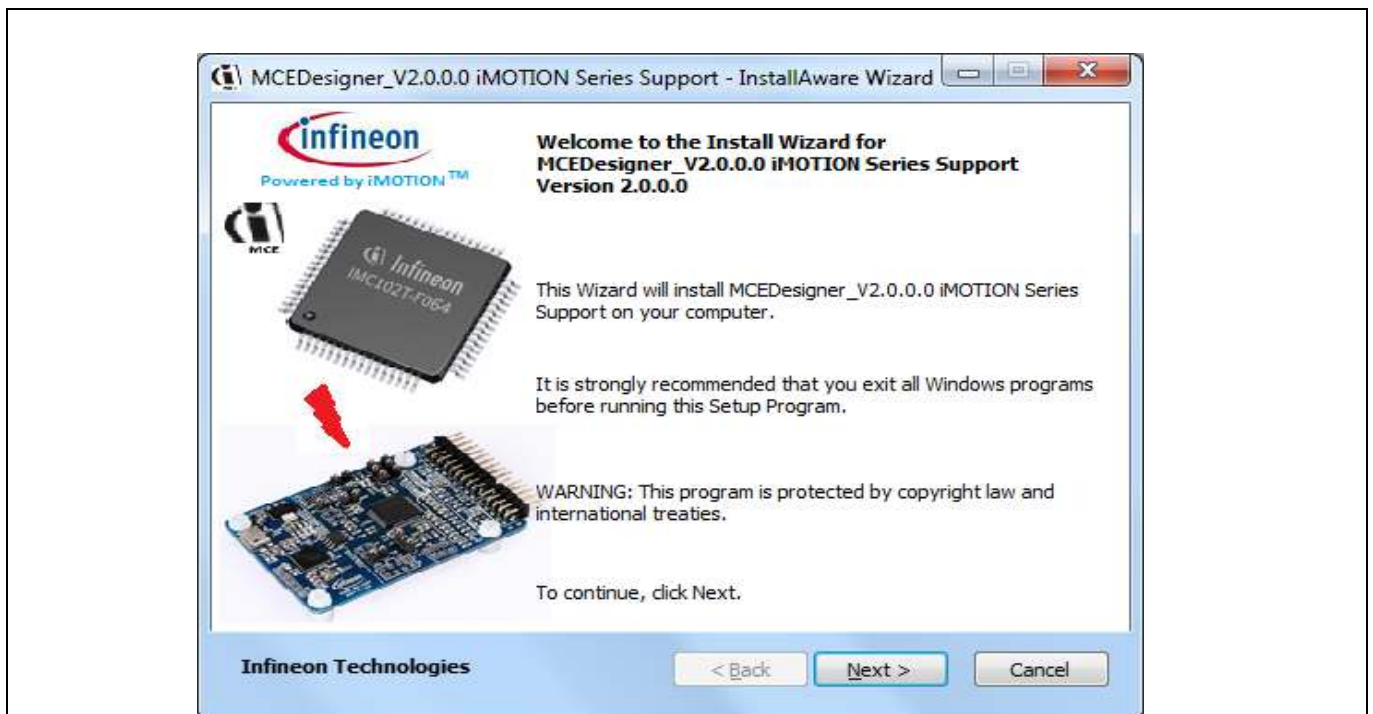 MCEDesigner_V2.0.0.0 iMOTION Series Support - InstallAware Wizard
infineon
Powered by iMOTION™
MCE
Infineon
IMC102T-F064
Welcome to the Install Wizard for
MCEDesigner_V2.0.0.0 iMOTION Series Support
Version 2.0.0.0
This Wizard will install MCEDesigner_V2.0.0.0 iMOTION Series
Support on your computer.
It is strongly recommended that you exit all Windows programs
before running this Setup Program.
WARNING: This program is protected by copyright law and
international treaties.
To continue, click Next.
Infineon Technologies
< Back
Next >
Cancel